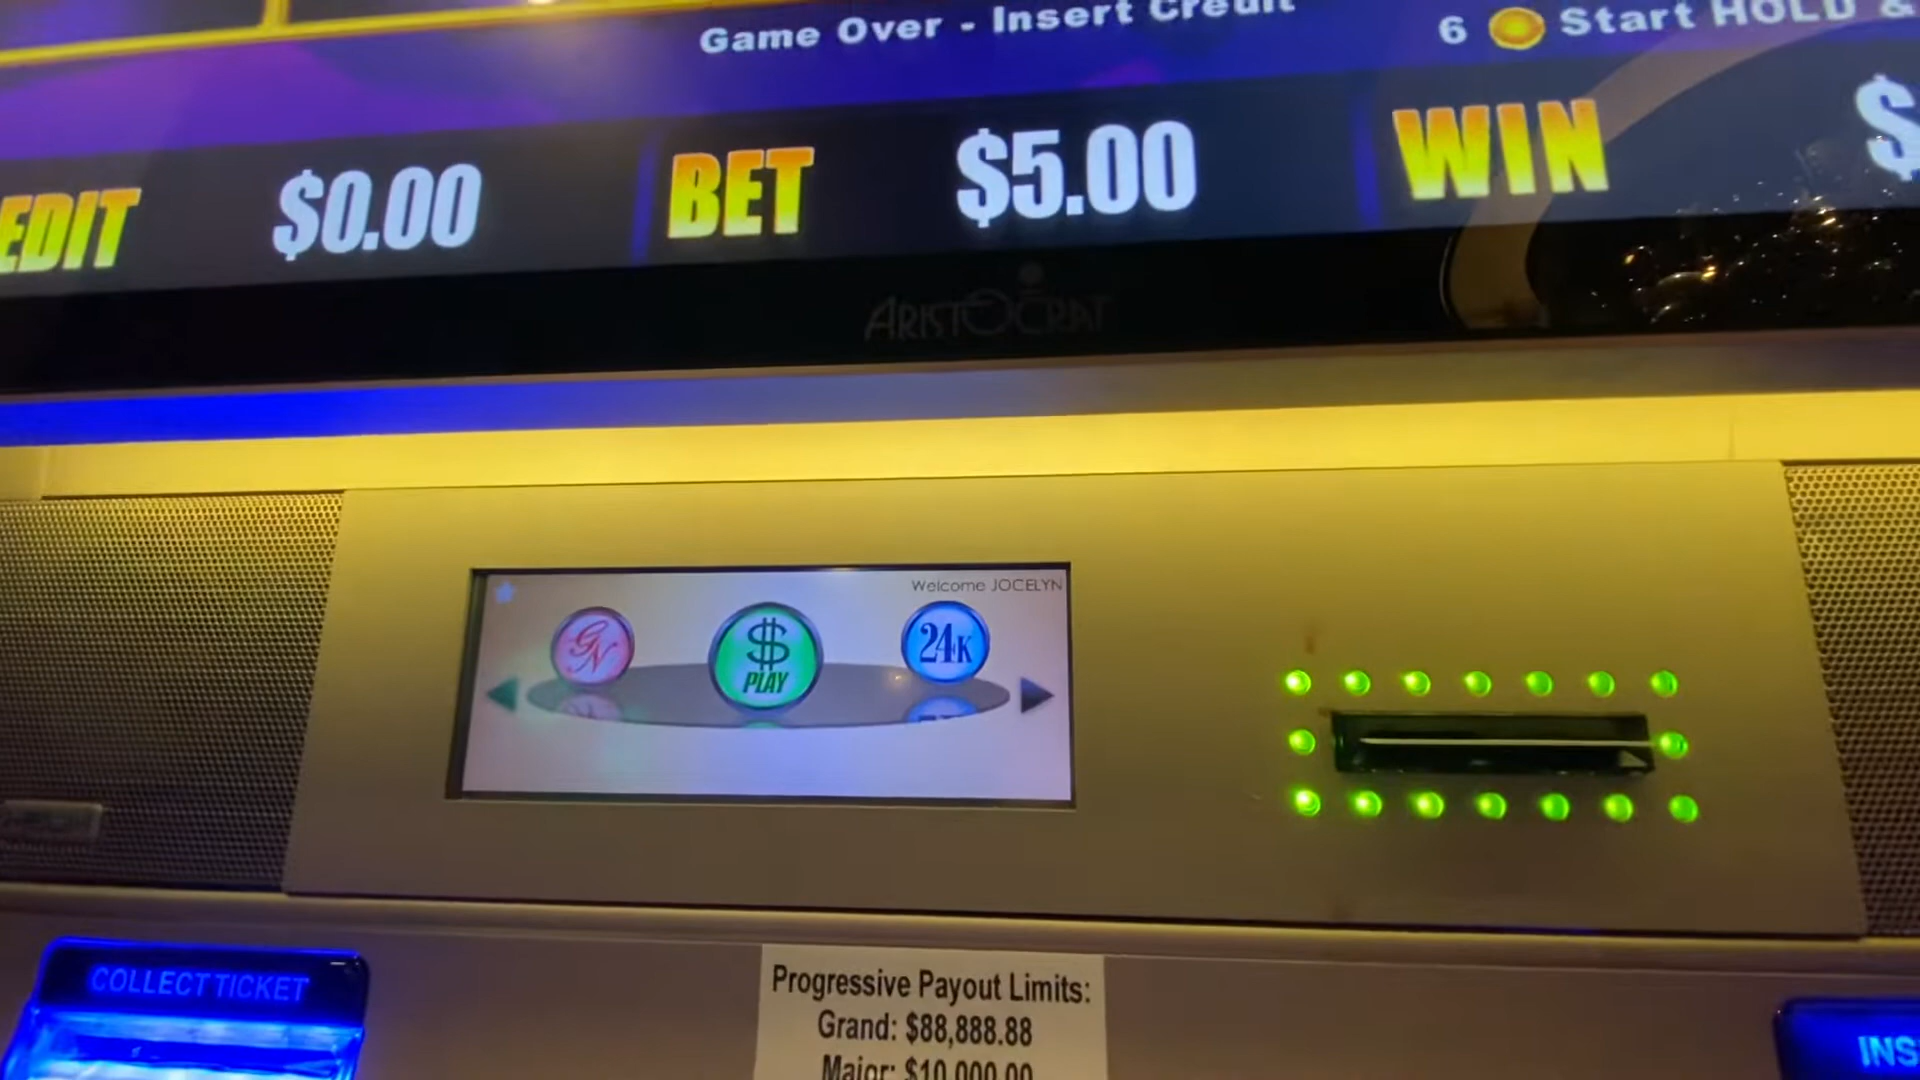 Game Over - Insert Credit
6 Start HOLD &
EDIT $0.00 BET $5.00 WIN $
ARISTOCRAT
Welcome JOCELYN
GN
$ PLAY
24K
COLLECT TICKET
Progressive Payout Limits:
Grand: $88,888.88
Major: $10,000.00
INS